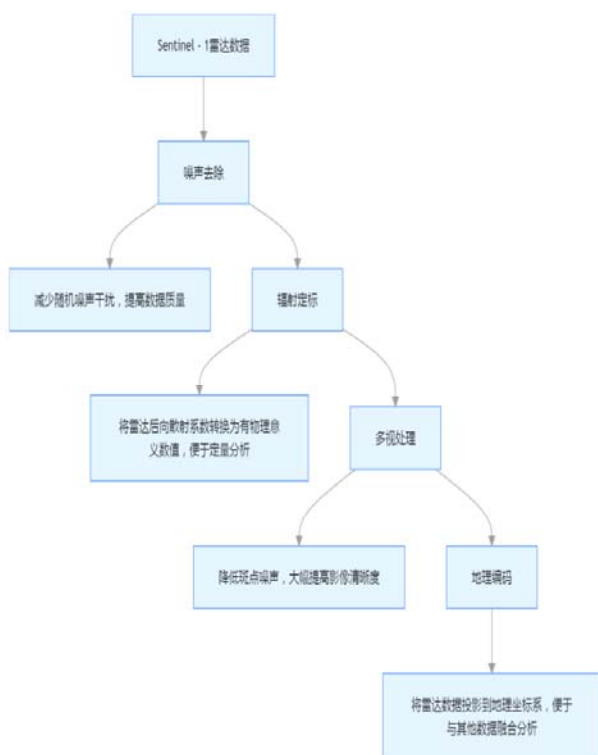 Sentinel - 1雷达数据
噪声去除
减少随机噪声干扰，提高数据质量
辐射定标
将雷达后向散射系数转换为有物理意
义数值，便于定量分析
多视处理
降低斑点噪声，大幅提高影像清晰度
地理编码
将雷达数据投影到地理坐标系，便于
与其他数据融合分析